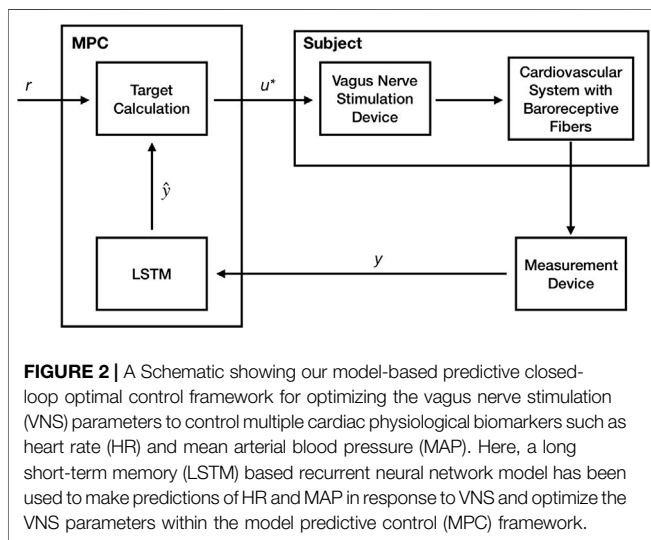 MPC
Subject
r
Target
Calculation
u*
Vagus Nerve
Stimulation
Device
Cardiovascular
System with
Baroreceptive
Fibers
ŷ
LSTM
y
Measurement
Device
FIGURE 2 | A Schematic showing our model-based predictive closed-
loop optimal control framework for optimizing the vagus nerve stimulation
(VNS) parameters to control multiple cardiac physiological biomarkers such as
heart rate (HR) and mean arterial blood pressure (MAP). Here, a long
short-term memory (LSTM) based recurrent neural network model has been
used to make predictions of HR and MAP in response to VNS and optimize the
VNS parameters within the model predictive control (MPC) framework.